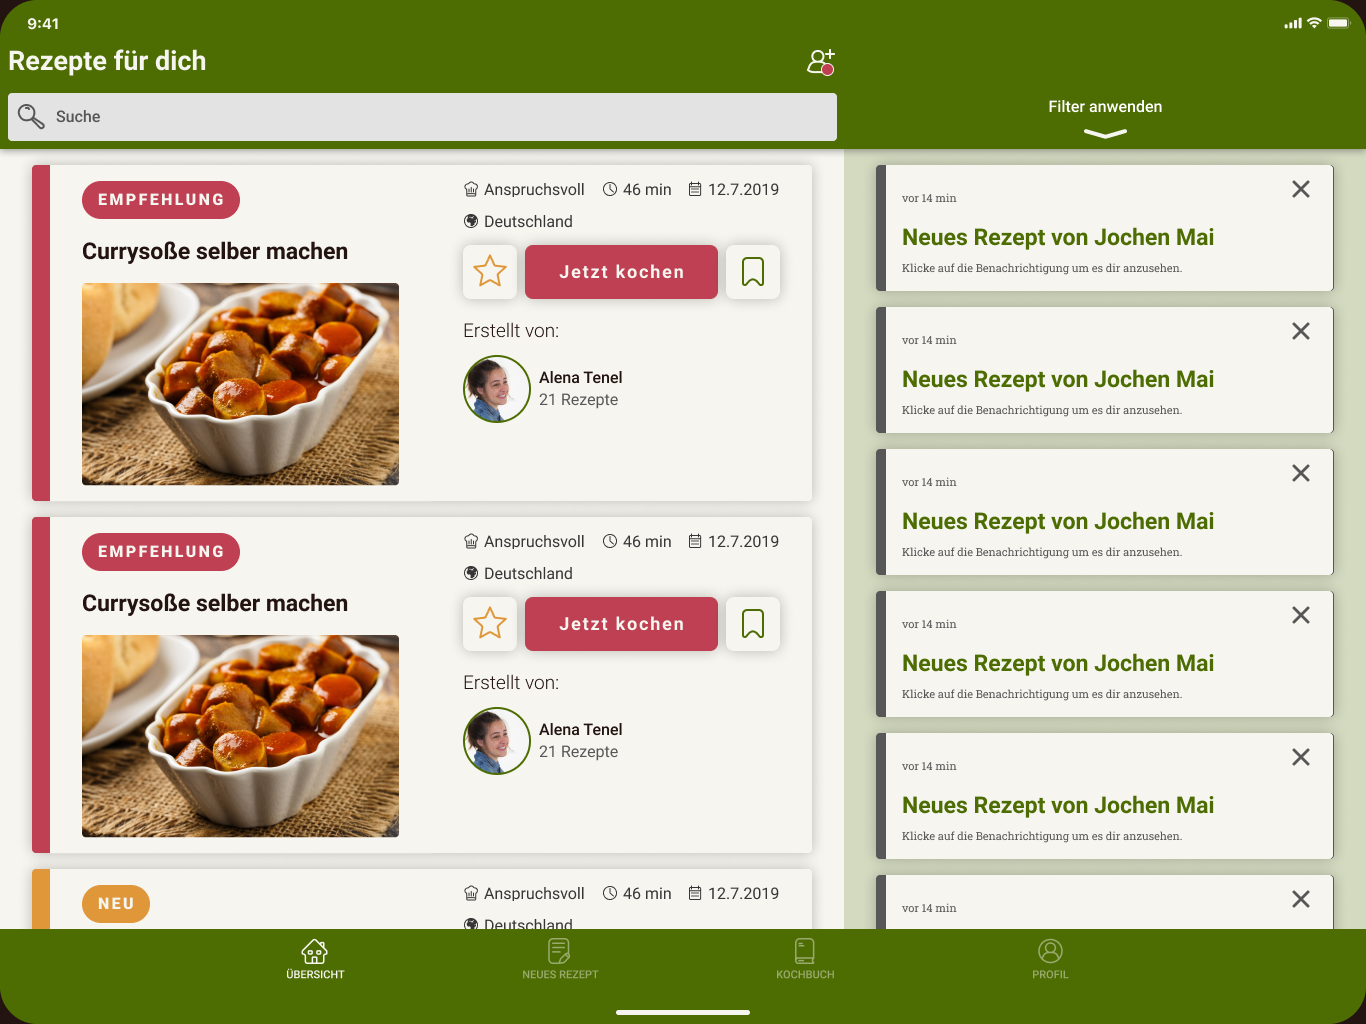 9:41
Rezepte für dich
Suche
Filter anwenden
EMPFEHLUNG
Currysoße selber machen
Anspruchsvoll 46 min 12.7.2019
Deutschland
Jetzt kochen
Erstellt von:
Alena Tenel
21 Rezepte
EMPFEHLUNG
Currysoße selber machen
Anspruchsvoll 46 min 12.7.2019
Deutschland
Jetzt kochen
Erstellt von:
Alena Tenel
21 Rezepte
NEU
Anspruchsvoll 46 min 12.7.2019
Deutschland
vor 14 min
Neues Rezept von Jochen Mai
Klicke auf die Benachrichtigung um es dir anzusehen.
vor 14 min
Neues Rezept von Jochen Mai
Klicke auf die Benachrichtigung um es dir anzusehen.
vor 14 min
Neues Rezept von Jochen Mai
Klicke auf die Benachrichtigung um es dir anzusehen.
vor 14 min
Neues Rezept von Jochen Mai
Klicke auf die Benachrichtigung um es dir anzusehen.
vor 14 min
Neues Rezept von Jochen Mai
Klicke auf die Benachrichtigung um es dir anzusehen.
vor 14 min
ÜBERSICHT
NEUES REZEPT
KOCHBUCH
PROFIL